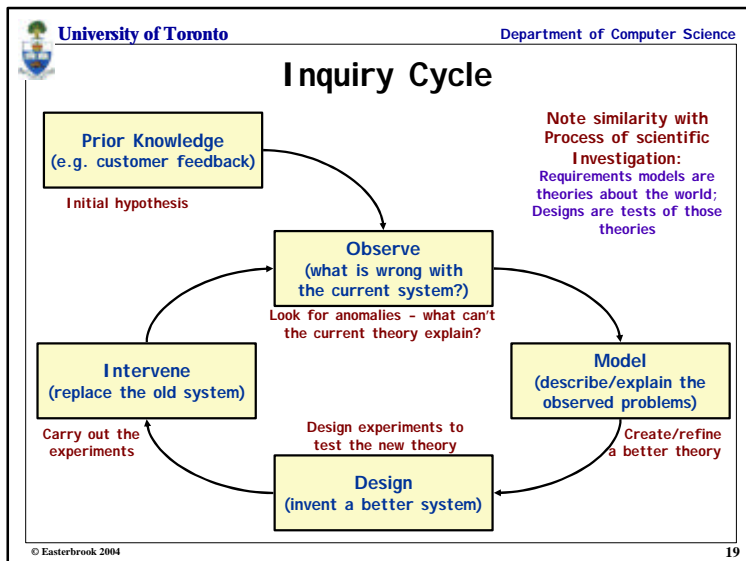 University of Toronto
Department of Computer Science
Inquiry Cycle
Prior Knowledge
(e.g. customer feedback)
Initial hypothesis
Note similarity with
Process of scientific
Investigation:
Requirements models are
theories about the world;
Designs are tests of those
theories
Observe
(what is wrong with
the current system?)
Look for anomalies – what can't
the current theory explain?
Model
(describe/explain the
observed problems)
Create/refine
a better theory
Design experiments to
test the new theory
Design
(invent a better system)
Intervene
(replace the old system)
Carry out the
experiments
© Easterbrook 2004
19